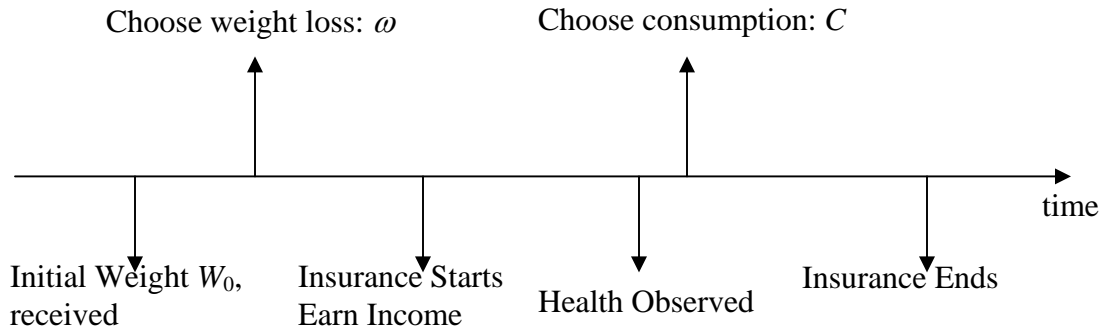 Choose weight loss: ω
Choose consumption: C
time
Initial Weight W₀,
received
Insurance Starts
Earn Income
Health Observed
Insurance Ends